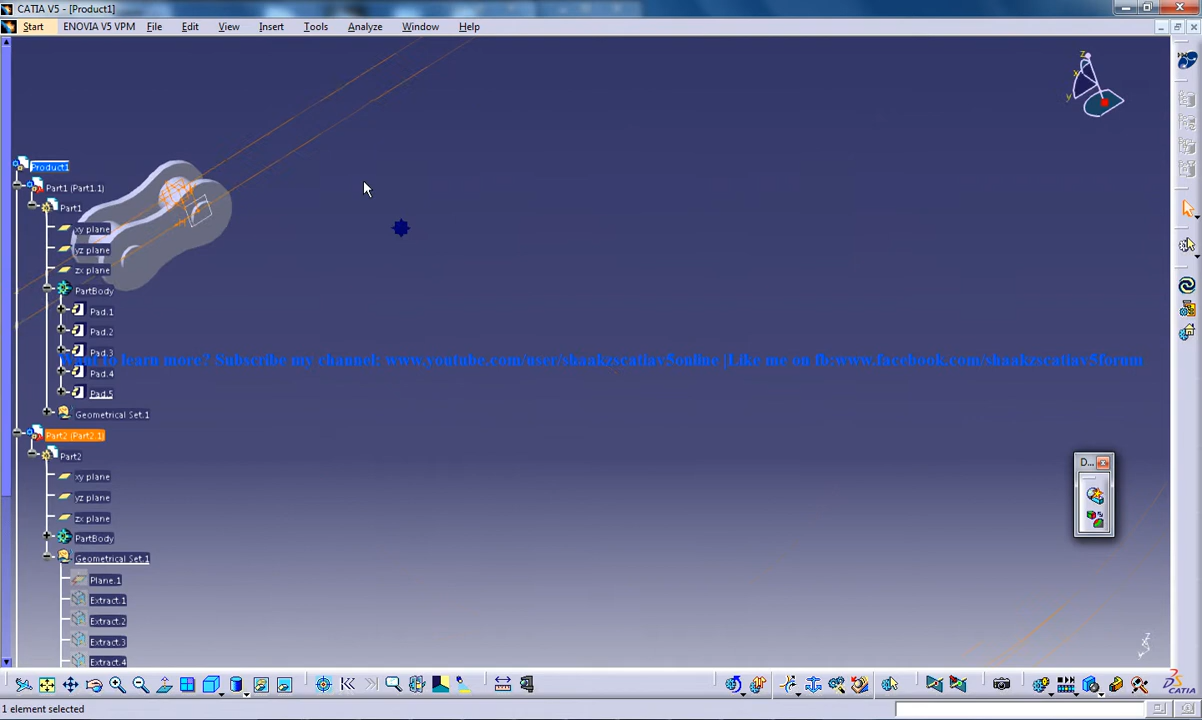 CATIA V5 - [Product1]
Start ENOVIA V5 VPM File Edit View Insert Tools Analyze Window Help
z
x
y
Product1
Part1 (Part1.1)
Part1
xy plane
yz plane
zx plane
PartBody
Pad.1
Pad.2
Pad.3
Want to learn more? Subscribe my channel: www.youtube.com/user/shaakzscatiav5online |Like me on fb:www.facebook.com/shaakzscatiav5forum
Pad.4
Pad.5
Geometrical Set.1
Part2 (Part2.1)
Part2
xy plane
yz plane
zx plane
PartBody
Geometrical Set.1
Plane.1
Extract.1
Extract.2
Extract.3
Extract.4
D...
CATIA
1 element selected